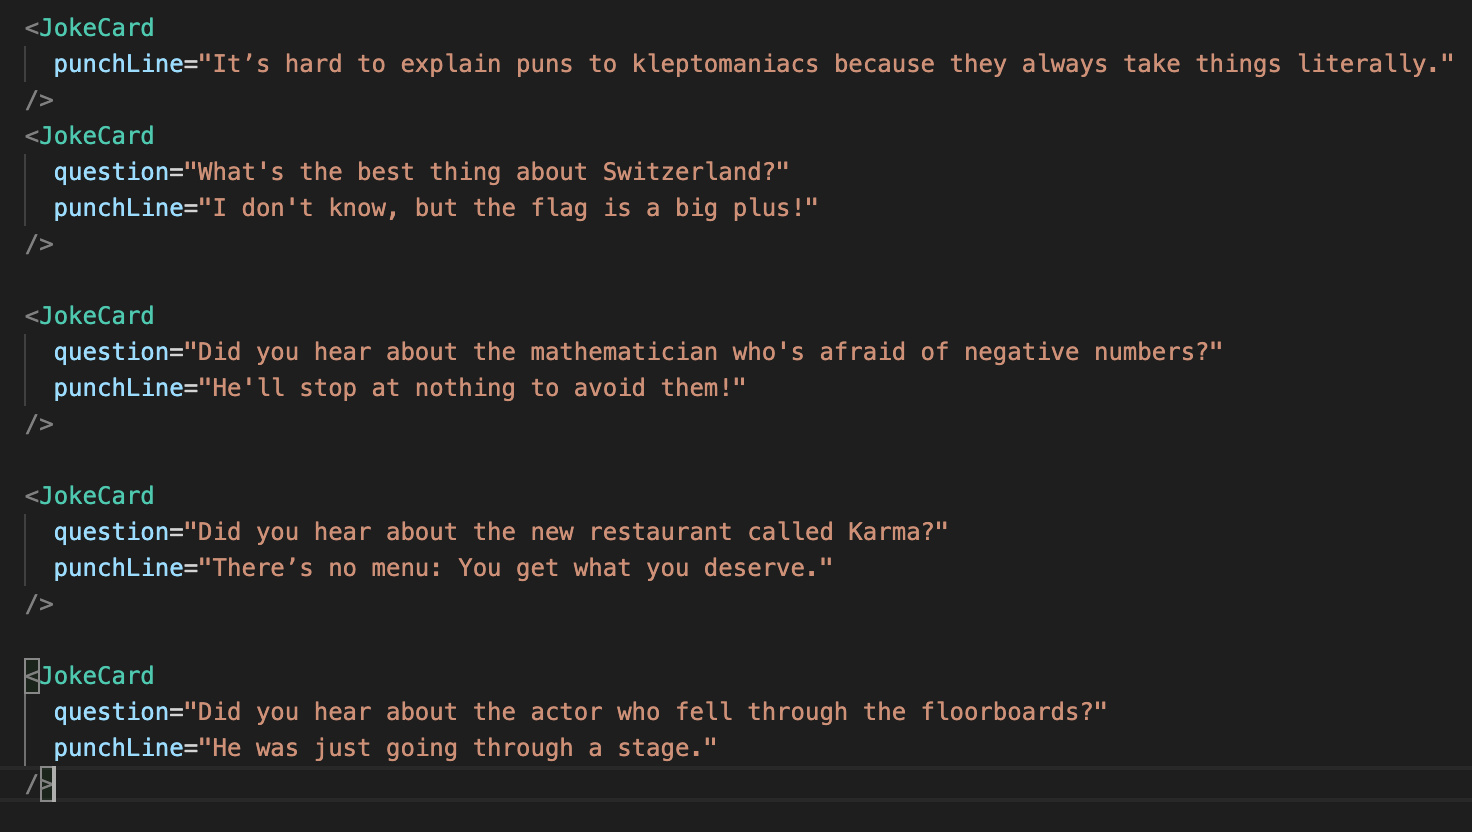 <JokeCard
punchLine="It’s hard to explain puns to kleptomaniacs because they always take things literally."
/>
<JokeCard
question="What's the best thing about Switzerland?"
punchLine="I don't know, but the flag is a big plus!"
/>
<JokeCard
question="Did you hear about the mathematician who's afraid of negative numbers?"
punchLine="He'll stop at nothing to avoid them!"
/>
<JokeCard
question="Did you hear about the new restaurant called Karma?"
punchLine="There’s no menu: You get what you deserve."
/>
<JokeCard
question="Did you hear about the actor who fell through the floorboards?"
punchLine="He was just going through a stage."
/>